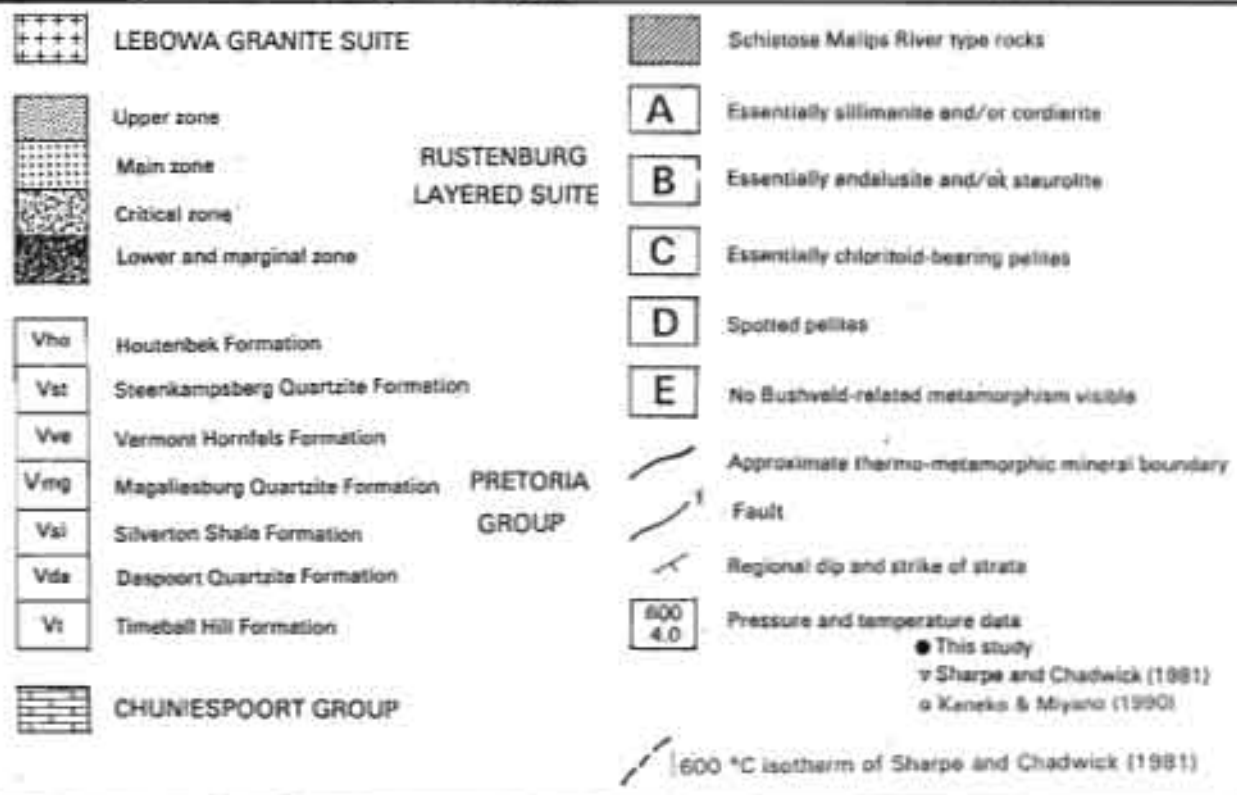 LEBOWA GRANITE SUITE
Upper zone
Main zone
Critical zone
Lower and marginal zone
RUSTENBURG
LAYERED SUITE
Vho Houtenbek Formation
Vst Steenkampsberg Quartzite Formation
Vve Vermont Hornfels Formation
Vmg Magaliesburg Quartzite Formation
Vsi Silverton Shale Formation
Vda Daspoort Quartzite Formation
Vt Timeball Hill Formation
PRETORIA
GROUP
CHUNIESPOORT GROUP
Schistose Malips River type rocks
A Essentially sillimanite and/or cordierite
B Essentially andalusite and/or staurolite
C Essentially chloritoid-bearing pelites
D Spotted pelites
E No Bushveld-related metamorphism visible
Approximate thermo-metamorphic mineral boundary
f Fault
Regional dip and strike of strata
600
4.0
Pressure and temperature data
This study
Sharpe and Chadwick (1981)
Kaneko & Miyano (1990)
600 °C isotherm of Sharpe and Chadwick (1981)